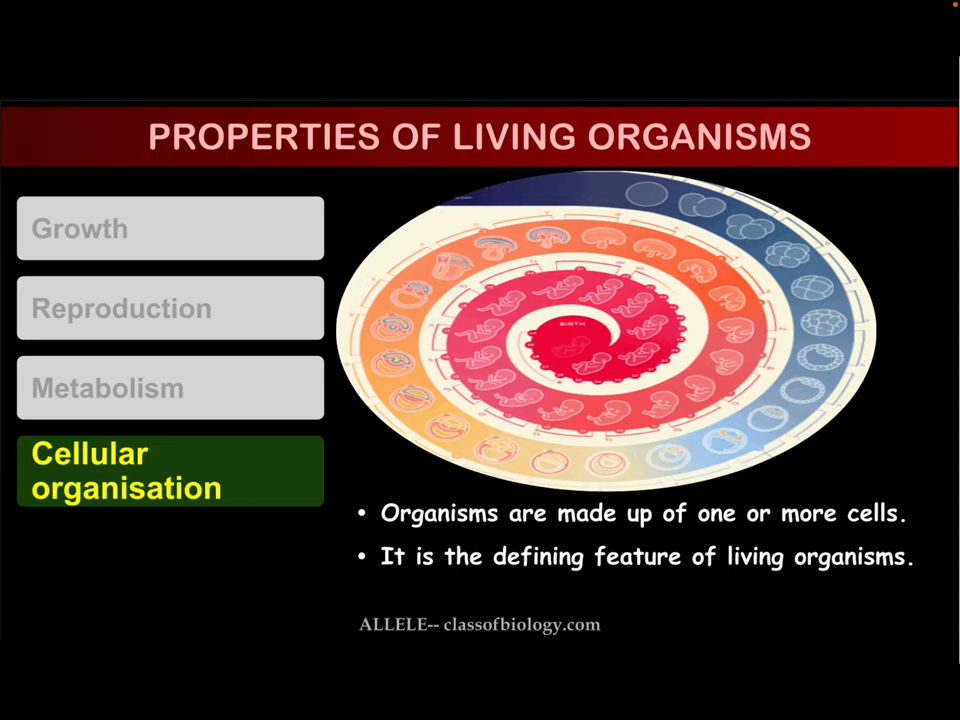 PROPERTIES OF LIVING ORGANISMS
Growth
Reproduction
Metabolism
Cellular
organisation
BIRTH
• Organisms are made up of one or more cells.
• It is the defining feature of living organisms.
ALLELE-- classofbiology.com